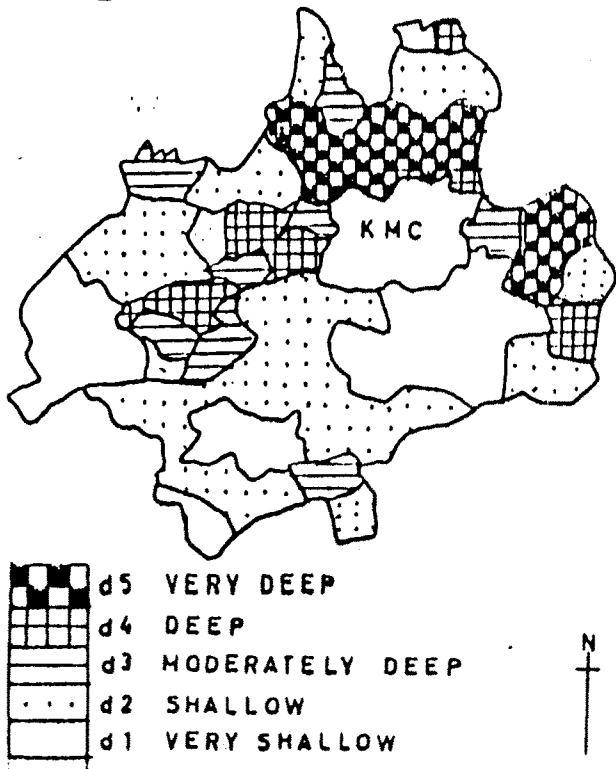 KMC
d5 VERY DEEP
d4 DEEP
d3 MODERATELY DEEP
d2 SHALLOW
d1 VERY SHALLOW
N